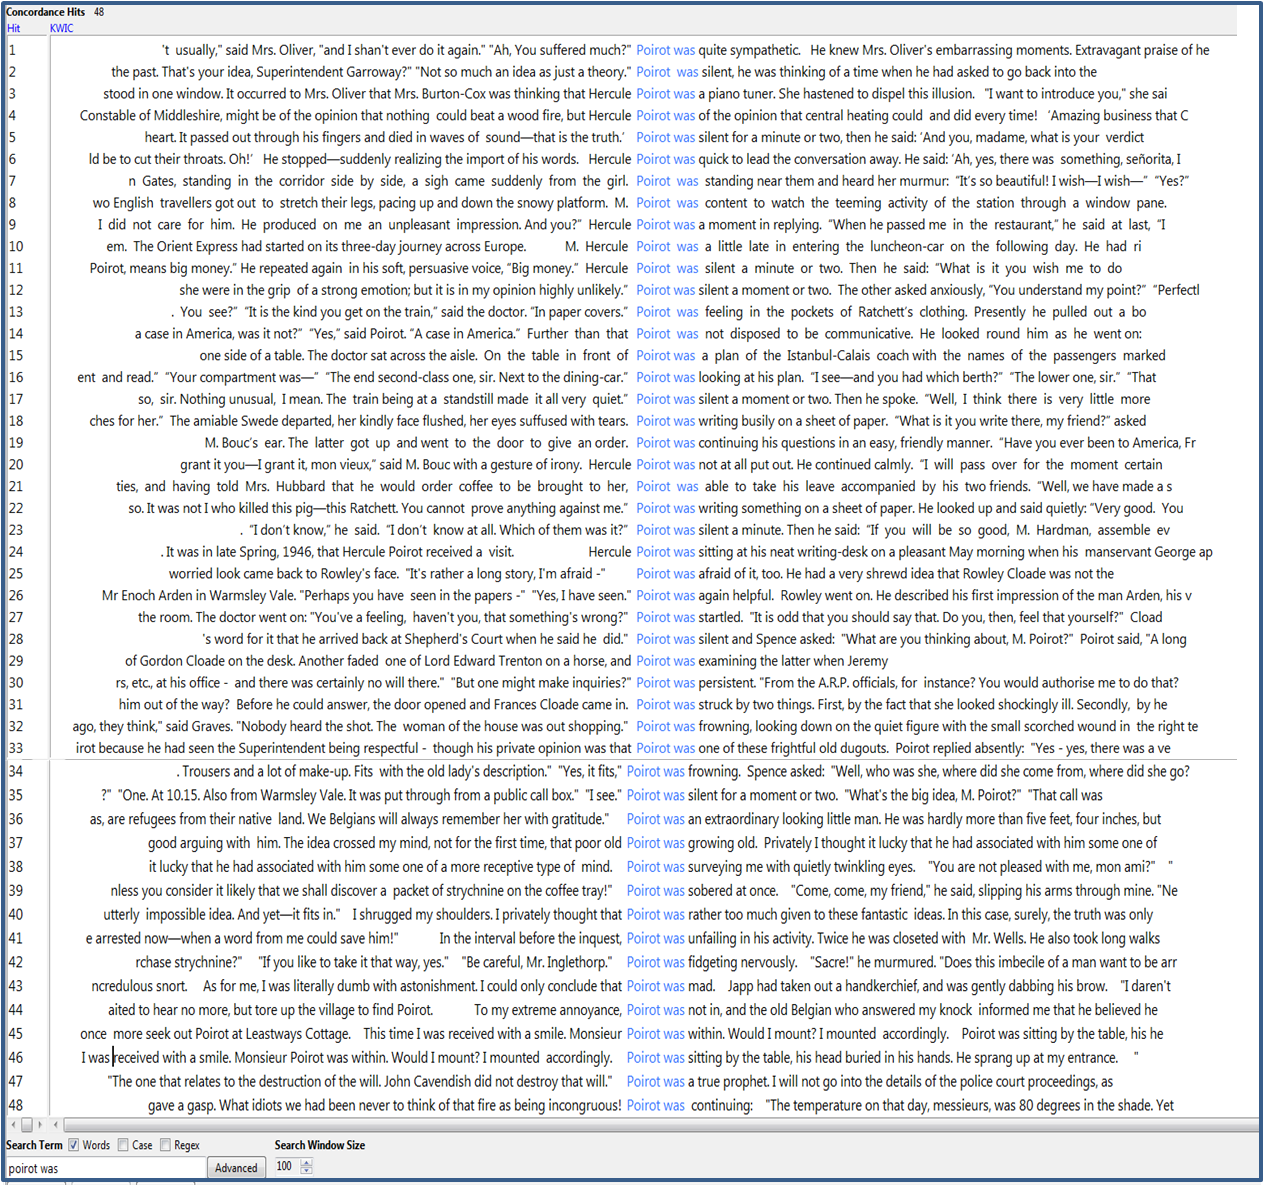 Concordance Hits 48
Hit KWIC
1 't usually," said Mrs. Oliver, "and I shan't ever do it again." "Ah, You suffered much?" Poirot was quite sympathetic. He knew Mrs. Oliver's embarrassing moments. Extravagant praise of he
2 the past. That's your idea, Superintendent Garroway?" "Not so much an idea as just a theory." Poirot was silent, he was thinking of a time when he had asked to go back into the
3 stood in one window. It occurred to Mrs. Oliver that Mrs. Burton-Cox was thinking that Hercule Poirot was a piano tuner. She hastened to dispel this illusion. "I want to introduce you," she sai
4 Constable of Middleshire, might be of the opinion that nothing could beat a wood fire, but Hercule Poirot was of the opinion that central heating could and did every time! 'Amazing business that C
5 heart. It passed out through his fingers and died in waves of sound—that is the truth.' Poirot was silent for a minute or two, then he said: 'And you, madame, what is your verdict
6 ld be to cut their throats. Oh!' He stopped—suddenly realizing the import of his words. Hercule Poirot was quick to lead the conversation away. He said: 'Ah, yes, there was something, señorita, I
7 n Gates, standing in the corridor side by side, a sigh came suddenly from the girl. Poirot was standing near them and heard her murmur: "It's so beautiful! I wish—I wish—" "Yes?"
8 wo English travellers got out to stretch their legs, pacing up and down the snowy platform. M. Poirot was content to watch the teeming activity of the station through a window pane.
9 I did not care for him. He produced on me an unpleasant impression. And you?" Hercule Poirot was a moment in replying. "When he passed me in the restaurant," he said at last, "I
10 em. The Orient Express had started on its three-day journey across Europe. M. Hercule Poirot was a little late in entering the luncheon-car on the following day. He had ri
11 Poirot, means big money." He repeated again in his soft, persuasive voice, "Big money." Hercule Poirot was silent a minute or two. Then he said: "What is it you wish me to do
12 she were in the grip of a strong emotion; but it is in my opinion highly unlikely." Poirot was silent a moment or two. The other asked anxiously, "You understand my point?" "Perfectl
13 . You see?" "It is the kind you get on the train," said the doctor. "In paper covers." Poirot was feeling in the pockets of Ratchett's clothing. Presently he pulled out a bo
14 a case in America, was it not?" "Yes," said Poirot. "A case in America." Further than that Poirot was not disposed to be communicative. He looked round him as he went on:
15 one side of a table. The doctor sat across the aisle. On the table in front of Poirot was a plan of the Istanbul-Calais coach with the names of the passengers marked
16 ent and read." "Your compartment was—" "The end second-class one, sir. Next to the dining-car." Poirot was looking at his plan. "I see—and you had which berth?" "The lower one, sir." "That
17 so, sir. Nothing unusual, I mean. The train being at a standstill made it all very quiet." Poirot was silent a moment or two. Then he spoke. "Well, I think there is very little more
18 ches for her." The amiable Swede departed, her kindly face flushed, her eyes suffused with tears. Poirot was writing busily on a sheet of paper. "What is it you write there, my friend?" asked
19 M. Bouc's ear. The latter got up and went to the door to give an order. Poirot was continuing his questions in an easy, friendly manner. "Have you ever been to America, Fr
20 grant it you—I grant it, mon vieux," said M. Bouc with a gesture of irony. Hercule Poirot was not at all put out. He continued calmly. "I will pass over for the moment certain
21 ties, and having told Mrs. Hubbard that he would order coffee to be brought to her, Poirot was able to take his leave accompanied by his two friends. "Well, we have made a s
22 so. It was not I who killed this pig—this Ratchett. You cannot prove anything against me." Poirot was writing something on a sheet of paper. He looked up and said quietly: "Very good. You
23 . "I don't know," he said. "I don't know at all. Which of them was it?" Poirot was silent a minute. Then he said: "If you will be so good, M. Hardman, assemble ev
24 . It was in late Spring, 1946, that Hercule Poirot received a visit. Hercule Poirot was sitting at his neat writing-desk on a pleasant May morning when his manservant George ap
25 worried look came back to Rowley's face. "It's rather a long story, I'm afraid -" Poirot was afraid of it, too. He had a very shrewd idea that Rowley Cloade was not the
26 Mr Enoch Arden in Warmsley Vale. "Perhaps you have seen in the papers -" "Yes, I have seen." Poirot was again helpful. Rowley went on. He described his first impression of the man Arden, his v
27 the room. The doctor went on: "You've a feeling, haven't you, that something's wrong?" Poirot was startled. "It is odd that you should say that. Do you, then, feel that yourself?" Cload
28 's word for it that he arrived back at Shepherd's Court when he said he did." Poirot was silent and Spence asked: "What are you thinking about, M. Poirot?" Poirot said, "A long
29 of Gordon Cloade on the desk. Another faded one of Lord Edward Trenton on a horse, and Poirot was examining the latter when Jeremy
30 rs, etc., at his office - and there was certainly no will there." "But one might make inquiries?" Poirot was persistent. "From the A.R.P. officials, for instance? You would authorise me to do that?
31 him out of the way? Before he could answer, the door opened and Frances Cloade came in. Poirot was struck by two things. First, by the fact that she looked shockingly ill. Secondly, by he
32 ago, they think," said Graves. "Nobody heard the shot. The woman of the house was out shopping." Poirot was frowning, looking down on the quiet figure with the small scorched wound in the right te
33 irot because he had seen the Superintendent being respectful - though his private opinion was that Poirot was one of these frightful old dugouts. Poirot replied absently: "Yes - yes, there was a ve
34 . Trousers and a lot of make-up. Fits with the old lady's description." "Yes, it fits," Poirot was frowning. Spence asked: "Well, who was she, where did she come from, where did she go?
35 ?" "One. At 10.15. Also from Warmsley Vale. It was put through from a public call box." "I see." Poirot was silent for a moment or two. "What's the big idea, M. Poirot?" "That call was
36 as, are refugees from their native land. We Belgians will always remember her with gratitude." Poirot was an extraordinary looking little man. He was hardly more than five feet, four inches, but
37 good arguing with him. The idea crossed my mind, not for the first time, that poor old Poirot was growing old. Privately I thought it lucky that he had associated with him some one of
38 it lucky that he had associated with him some one of a more receptive type of mind. Poirot was surveying me with quietly twinkling eyes. "You are not pleased with me, mon ami?" "
39 nless you consider it likely that we shall discover a packet of strychnine on the coffee tray!" Poirot was sobered at once. "Come, come, my friend," he said, slipping his arms through mine. "Ne
40 utterly impossible idea. And yet—it fits in." I shrugged my shoulders. I privately thought that Poirot was rather too much given to these fantastic ideas. In this case, surely, the truth was only
41 e arrested now—when a word from me could save him!" In the interval before the inquest, Poirot was unfailing in his activity. Twice he was closeted with Mr. Wells. He also took long walks
42 rchase strychnine?" "If you like to take it that way, yes." "Be careful, Mr. Inglethorp." Poirot was fidgeting nervously. "Sacre!" he murmured. "Does this imbecile of a man want to be arr
43 ncredulous snort. As for me, I was literally dumb with astonishment. I could only conclude that Poirot was mad. Japp had taken out a handkerchief, and was gently dabbing his brow. "I daren't
44 aited to hear no more, but tore up the village to find Poirot. To my extreme annoyance, Poirot was not in, and the old Belgian who answered my knock informed me that he believed he
45 once more seek out Poirot at Leastways Cottage. This time I was received with a smile. Monsieur Poirot was within. Would I mount? I mounted accordingly. Poirot was sitting by the table, his he
46 I was received with a smile. Monsieur Poirot was within. Would I mount? I mounted accordingly. Poirot was sitting by the table, his head buried in his hands. He sprang up at my entrance. "
47 "The one that relates to the destruction of the will. John Cavendish did not destroy that will." Poirot was a true prophet. I will not go into the details of the police court proceedings, as
48 gave a gasp. What idiots we had been never to think of that fire as being incongruous! Poirot was continuing: "The temperature on that day, messieurs, was 80 degrees in the shade. Yet
Search Term Words Case Regex Search Window Size
poirot was Advanced 100